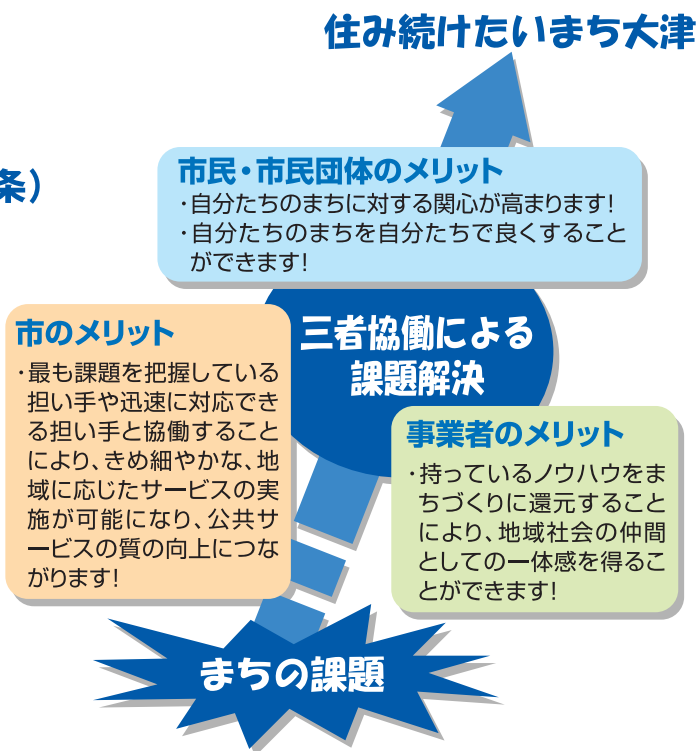 住み続けたいまち大津
条）
市民・市民団体のメリット
・自分たちのまちに対する関心が高まります！
・自分たちのまちを自分たちで良くすること
ができます！
三者協働による
課題解決
市のメリット
・最も課題を把握している
担い手や迅速に対応でき
る担い手と協働すること
により、きめ細やかな、地
域に応じたサービスの実
施が可能になり、公共サ
ービスの質の向上につな
がります！
事業者のメリット
・持っているノウハウをま
ちづくりに還元すること
により、地域社会の仲間
としての一体感を得るこ
とができます！
まちの課題